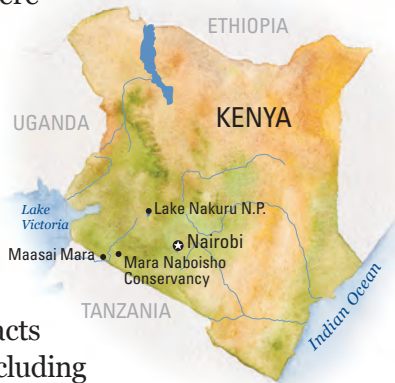 ere
ETHIOPIA
UGANDA
KENYA
Lake
Victoria
Lake Nakuru N.P.
Nairobi
Maasai Mara
Mara Naboisho
Conservancy
TANZANIA
Indian Ocean
acts
cluding